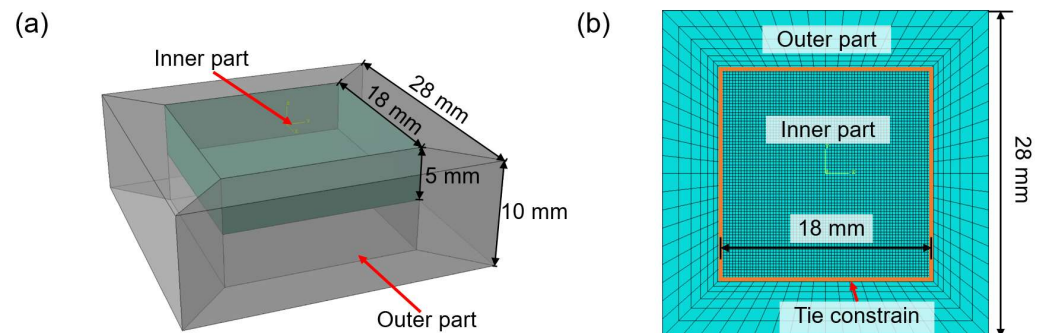 (a)
Inner part
18 mm
28 mm
5 mm
10 mm
Outer part
(b)
Outer part
Inner part
18 mm
28 mm
Tie constrain